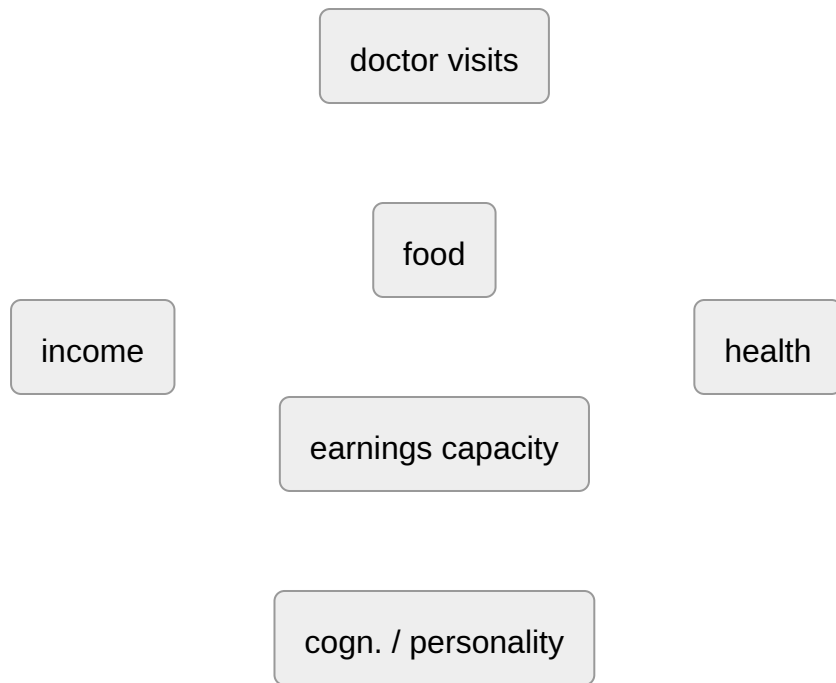 doctor visits
food
income
health
earnings capacity
cogn. / personality